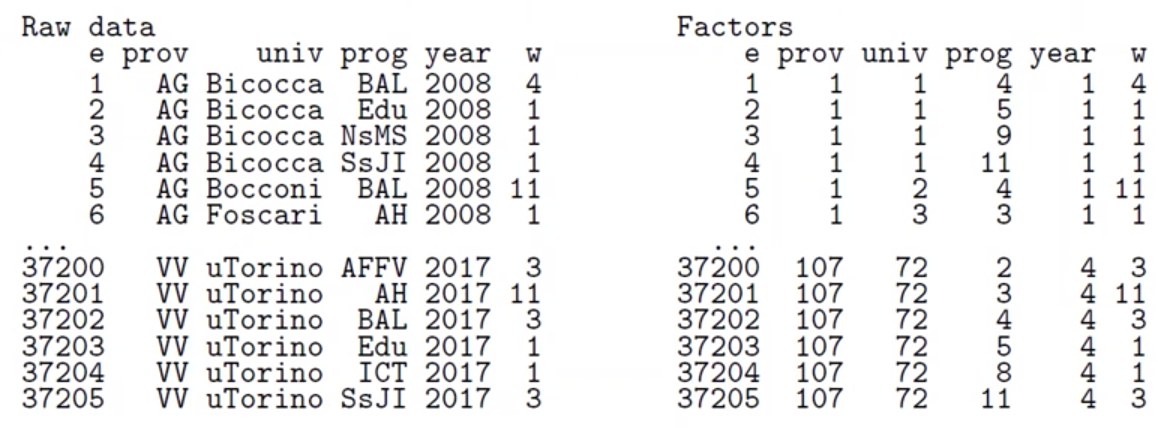 Raw data Factors
e prov univ prog year w e prov univ prog year w
1 AG Bicocca BAL 2008 4 1 1 1 4 1 4
2 AG Bicocca Edu 2008 1 2 1 1 5 1 1
3 AG Bicocca NsMS 2008 1 3 1 1 9 1 1
4 AG Bicocca SsJI 2008 1 4 1 1 11 1 1
5 AG Bocconi BAL 2008 11 5 1 2 4 1 11
6 AG Foscari AH 2008 1 6 1 3 3 1 1
... ...
37200 VV uTorino AFFV 2017 3 37200 107 72 2 4 3
37201 VV uTorino AH 2017 11 37201 107 72 3 4 11
37202 VV uTorino BAL 2017 3 37202 107 72 4 4 3
37203 VV uTorino Edu 2017 1 37203 107 72 5 4 1
37204 VV uTorino ICT 2017 1 37204 107 72 8 4 1
37205 VV uTorino SsJI 2017 3 37205 107 72 11 4 3